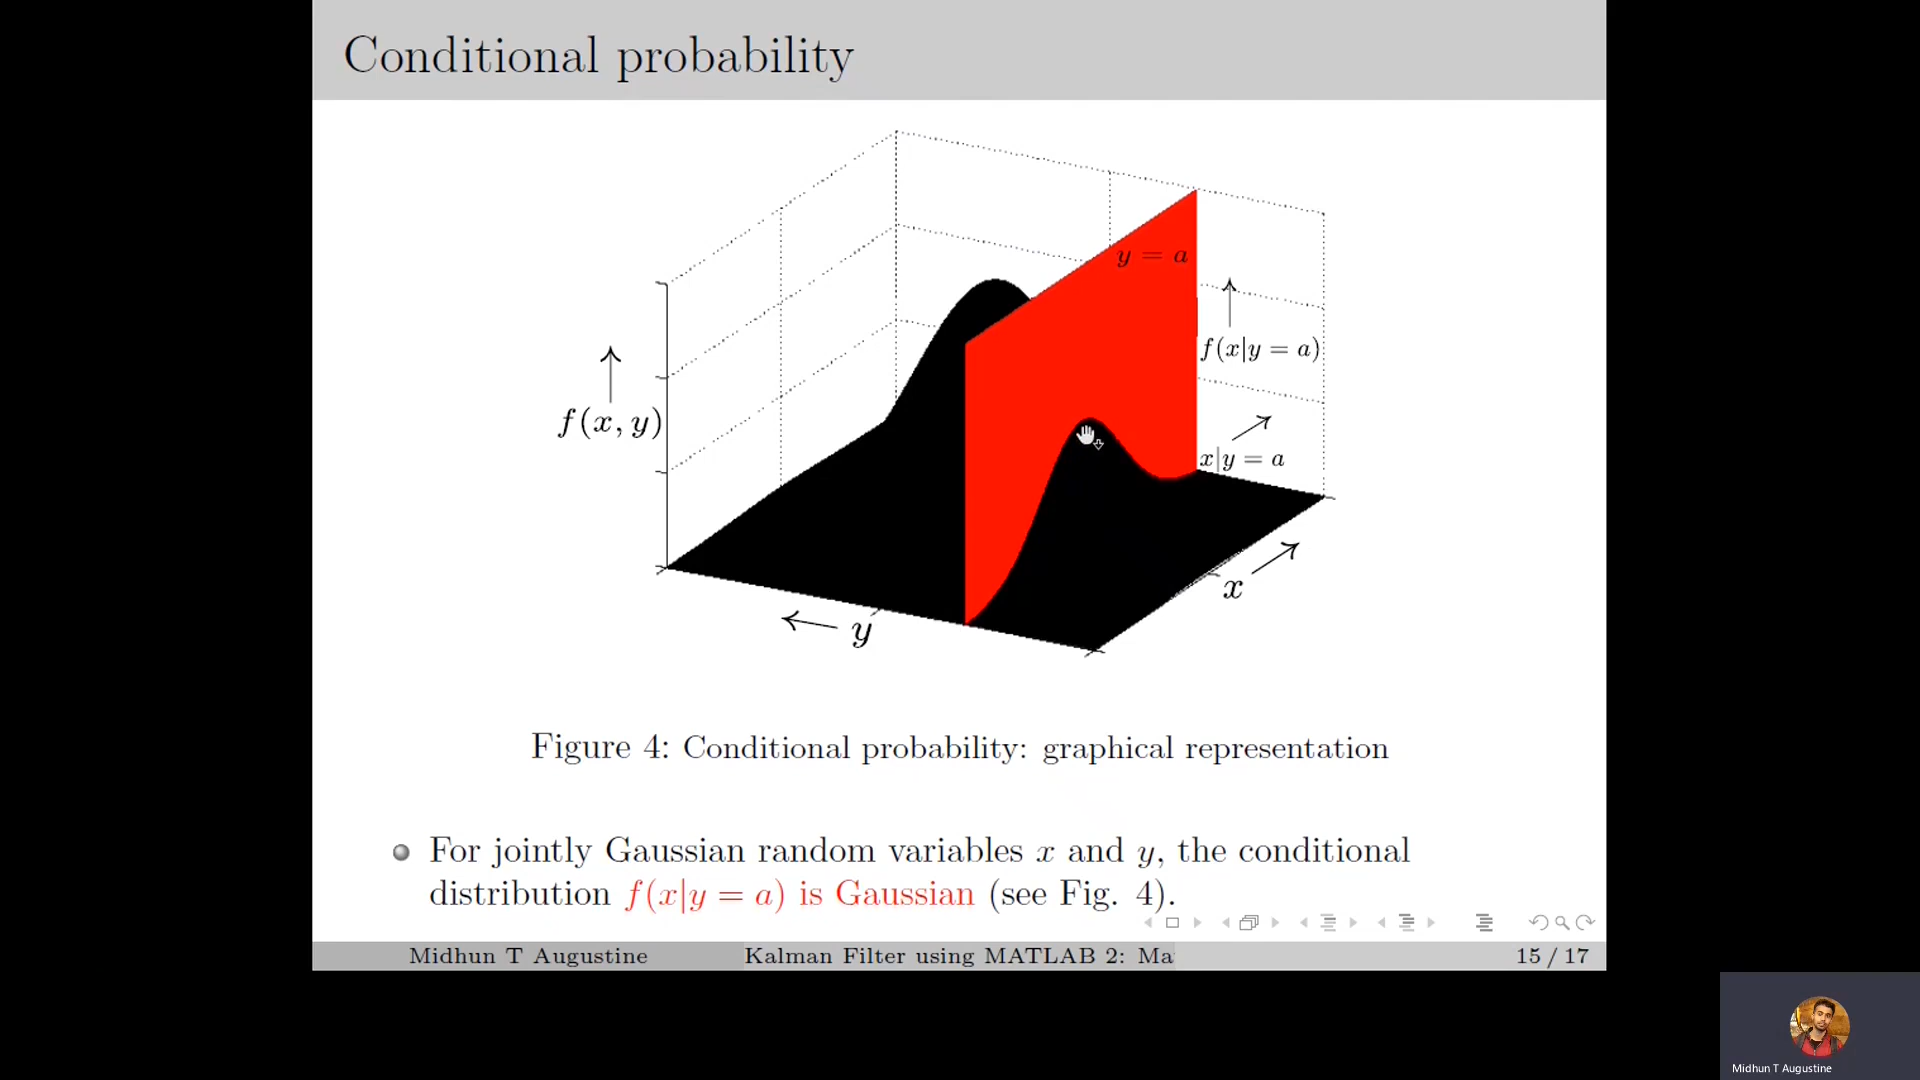 Conditional probability
y = a
f(x|y = a)
f(x, y)
x|y = a
x
y
Figure 4: Conditional probability: graphical representation
For jointly Gaussian random variables x and y, the conditional
distribution f(x|y = a) is Gaussian (see Fig. 4).
Midhun T Augustine Kalman Filter using MATLAB 2: Ma 15 / 17
Midhun T Augustine